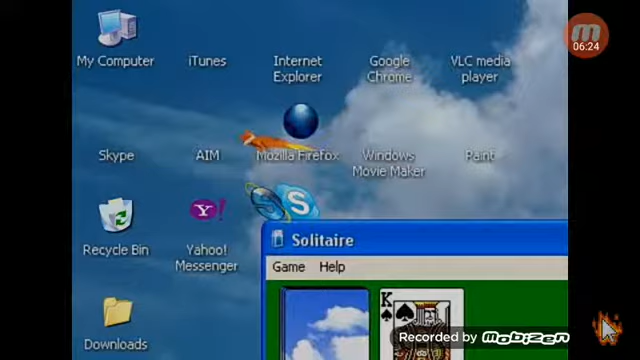 06:24
My Computer
iTunes
Internet
Explorer
Google
Chrome
VLC media
player
Skype
AIM
Mozilla Firefox
Windows
Movie Maker
Paint
S
Y!
Recycle Bin
Yahoo!
Messenger
Solitaire
Game Help
K
Downloads
Recorded by Mobizen